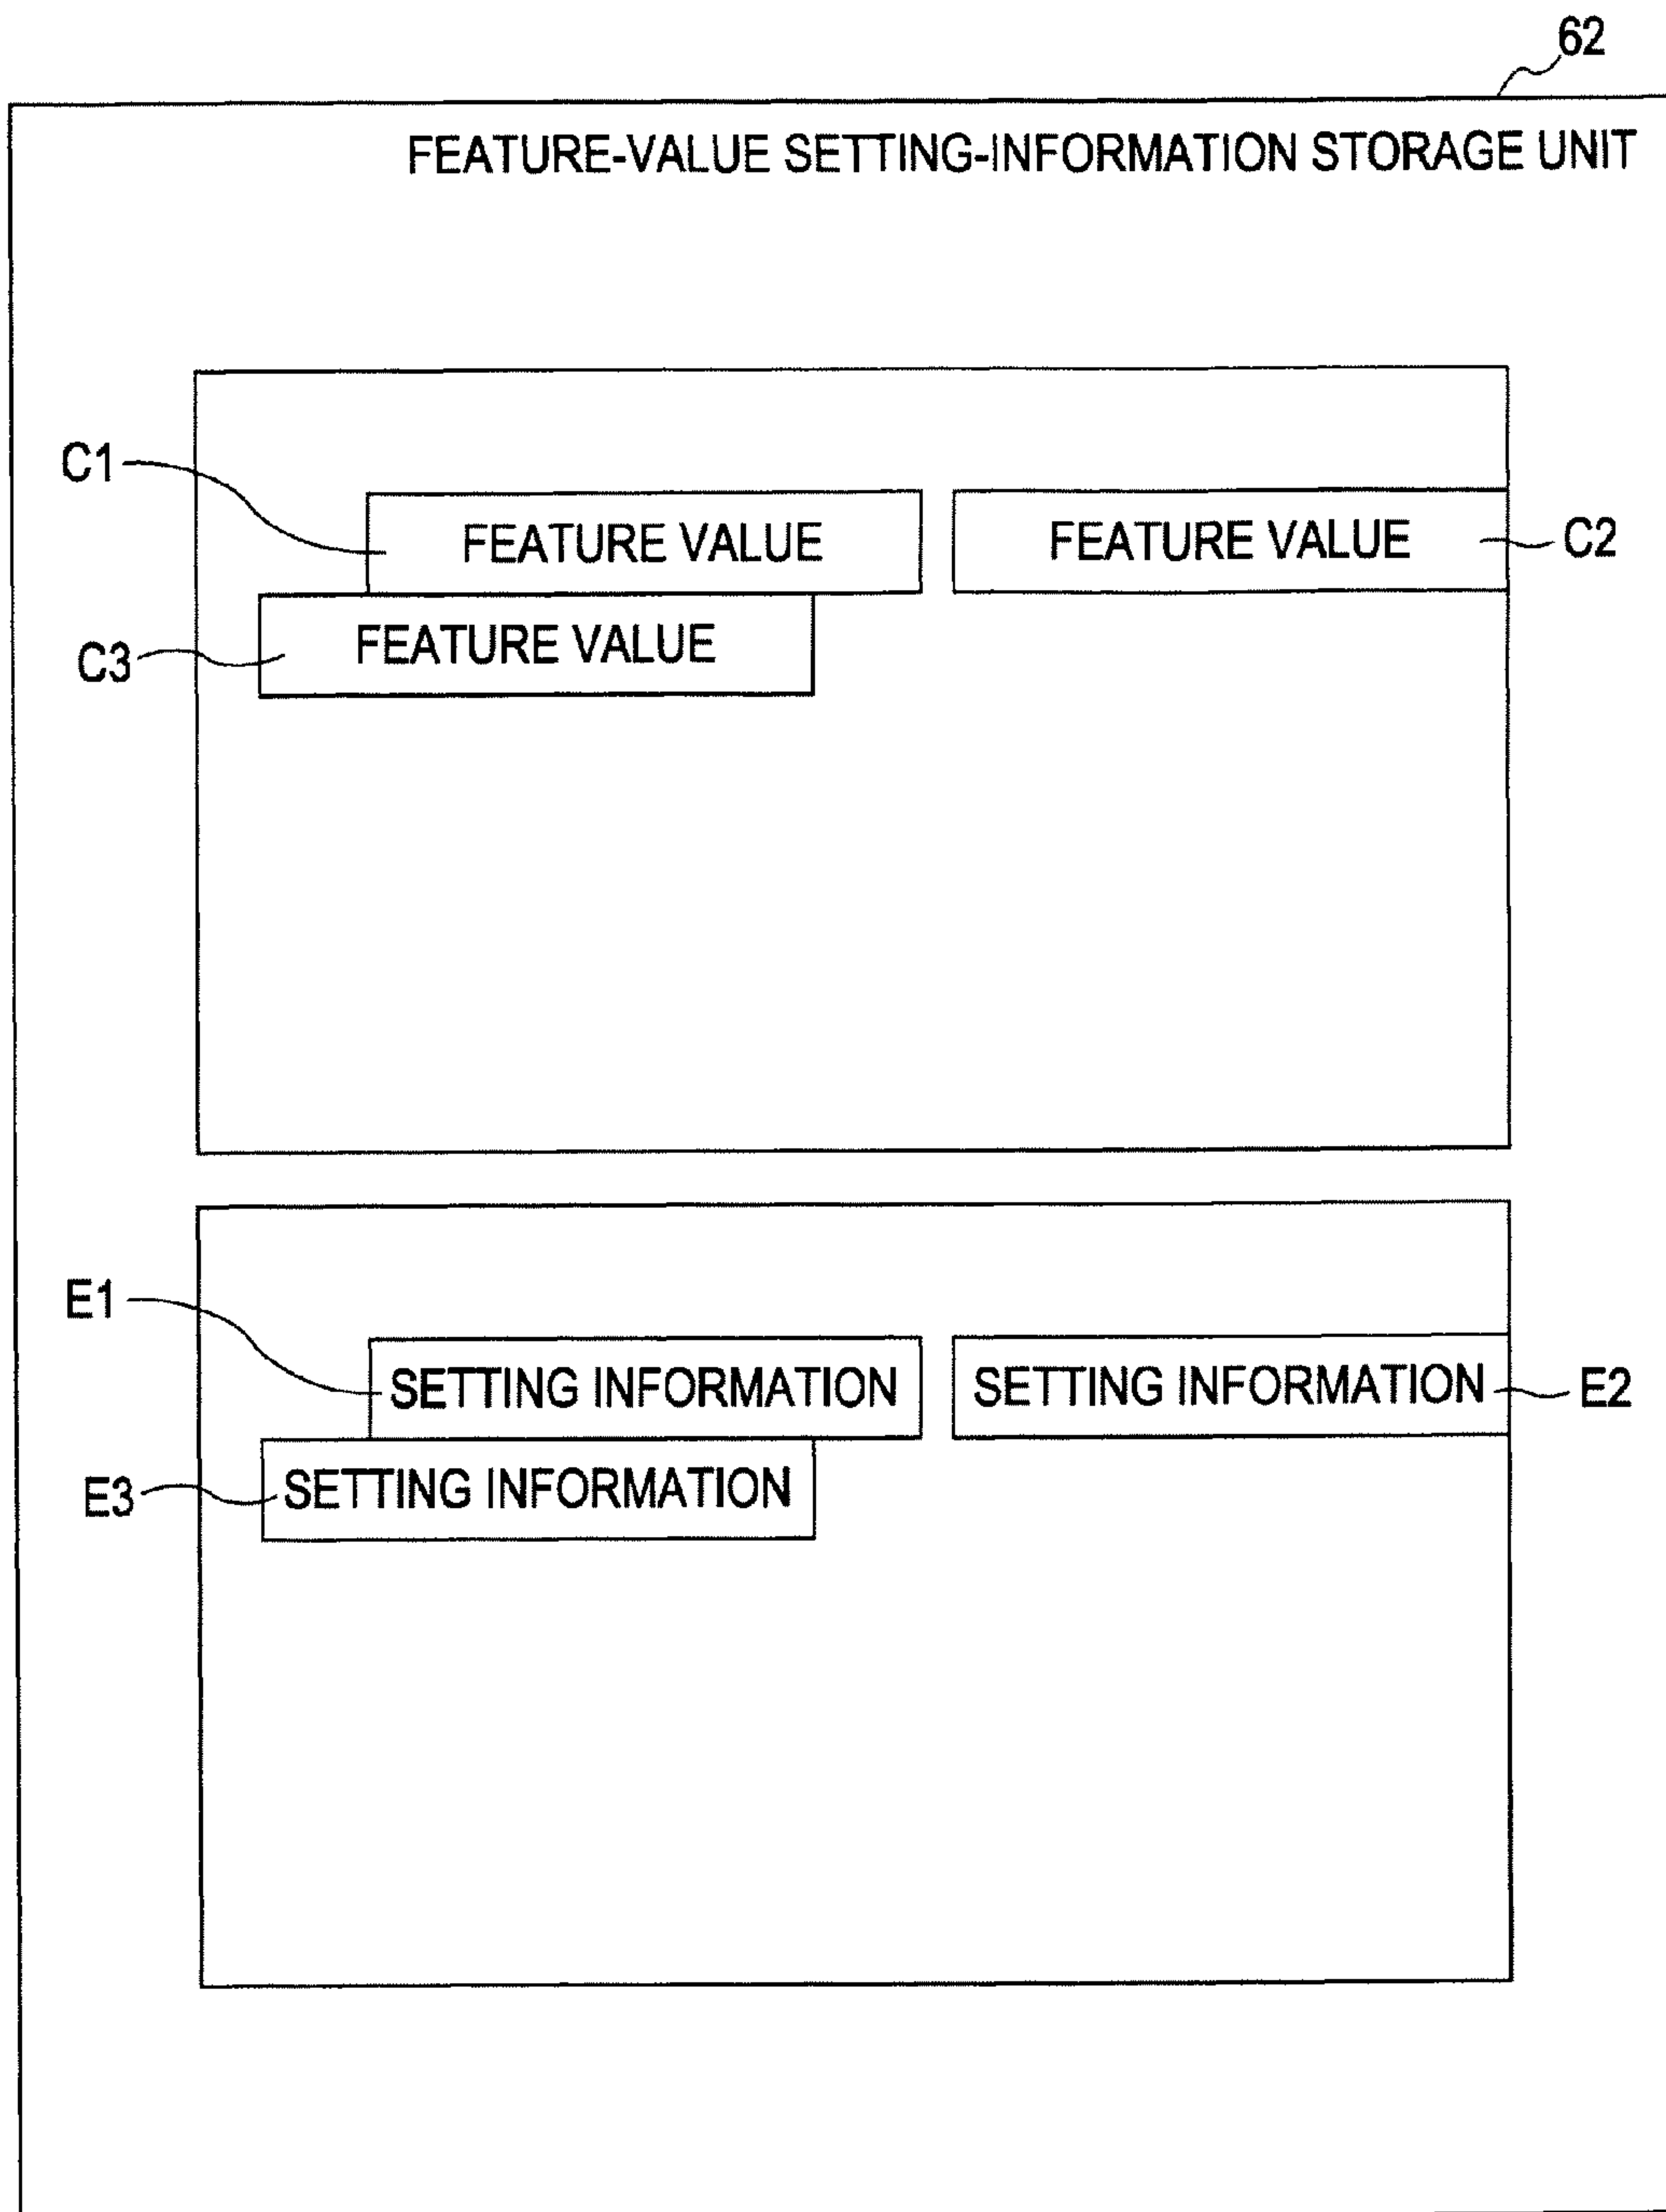 62
FEATURE-VALUE SETTING-INFORMATION STORAGE UNIT
C1
FEATURE VALUE
FEATURE VALUE
C2
C3
FEATURE VALUE
E1
SETTING INFORMATION
SETTING INFORMATION
E2
E3
SETTING INFORMATION